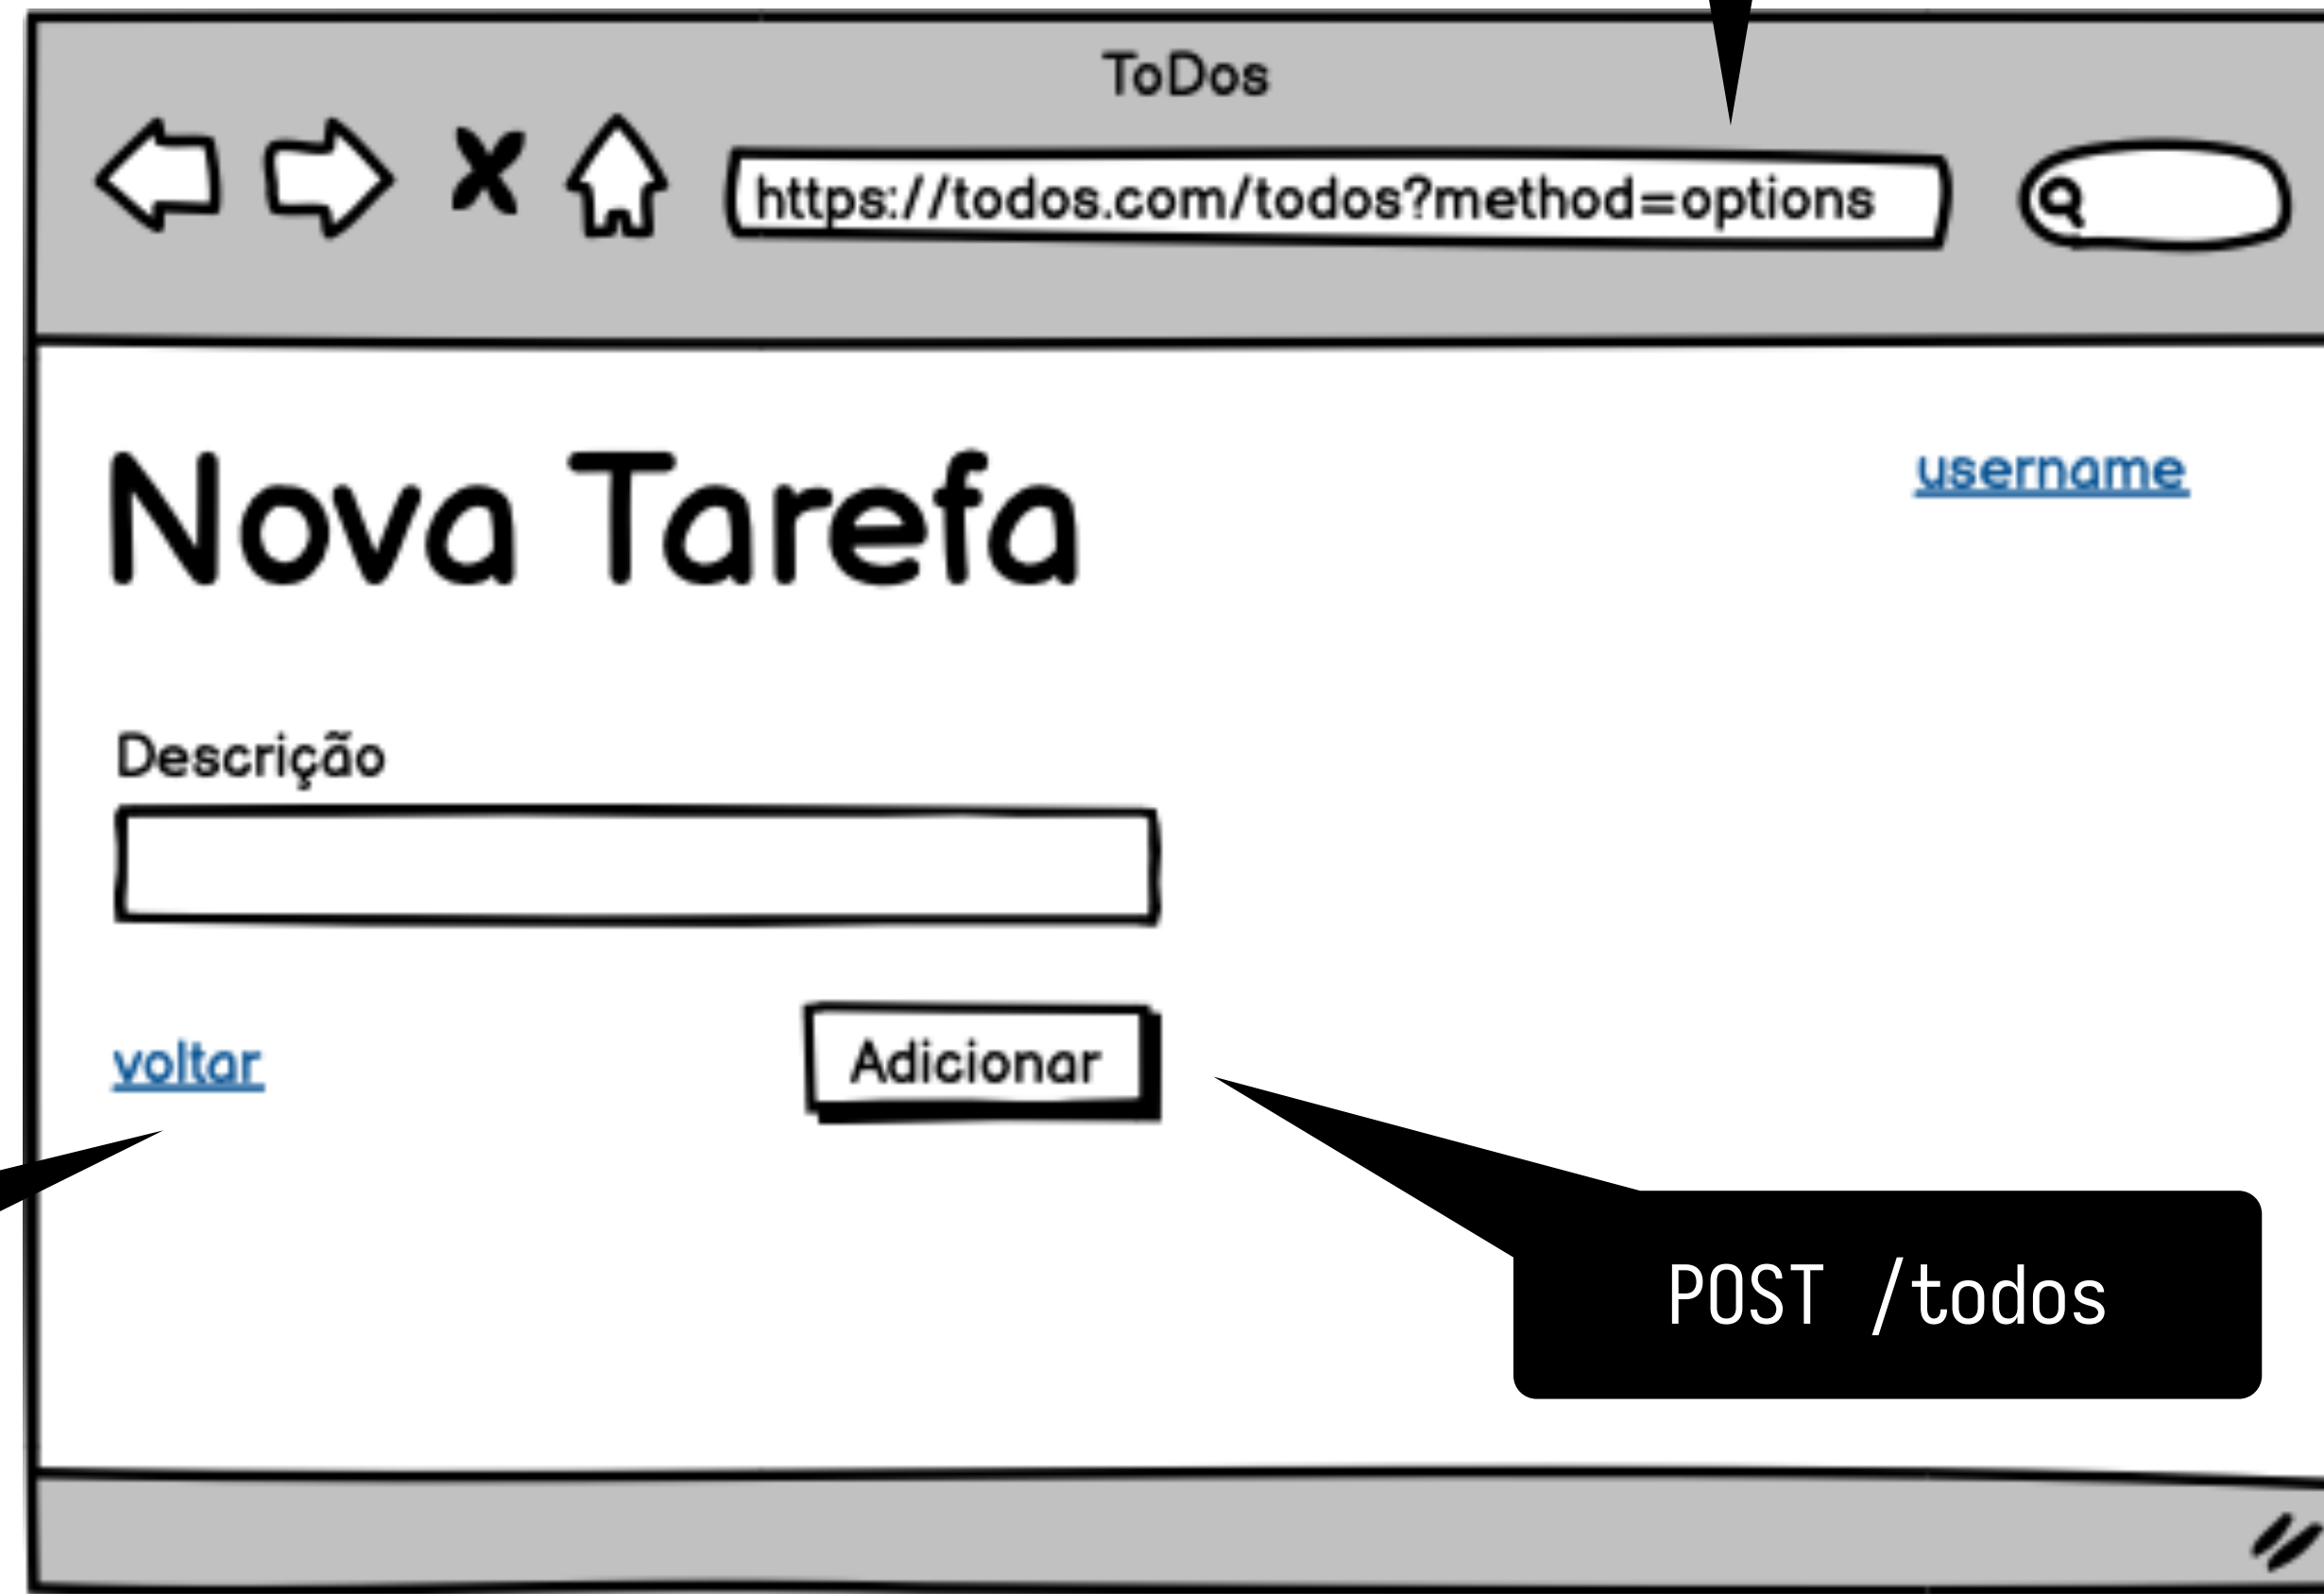 ToDos
https://todos.com/todos?method=options
Nova Tarefa
username
Descrição
voltar
Adicionar
POST /todos